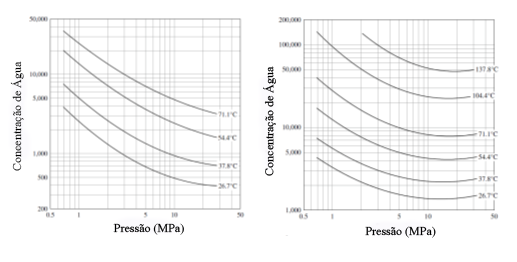 Concentração de Água
50,000
10,000
5,000
1,000
500
200
71.1°C
54.4°C
37.8°C
26.7°C
0.5 1 5 10 50
Pressão (MPa)
Concentração de Água
200,000
100,000
50,000
10,000
5,000
1,000
137.8°C
104.4°C
71.1°C
54.4°C
37.8°C
26.7°C
0.5 1 5 10 50
Pressão (MPa)